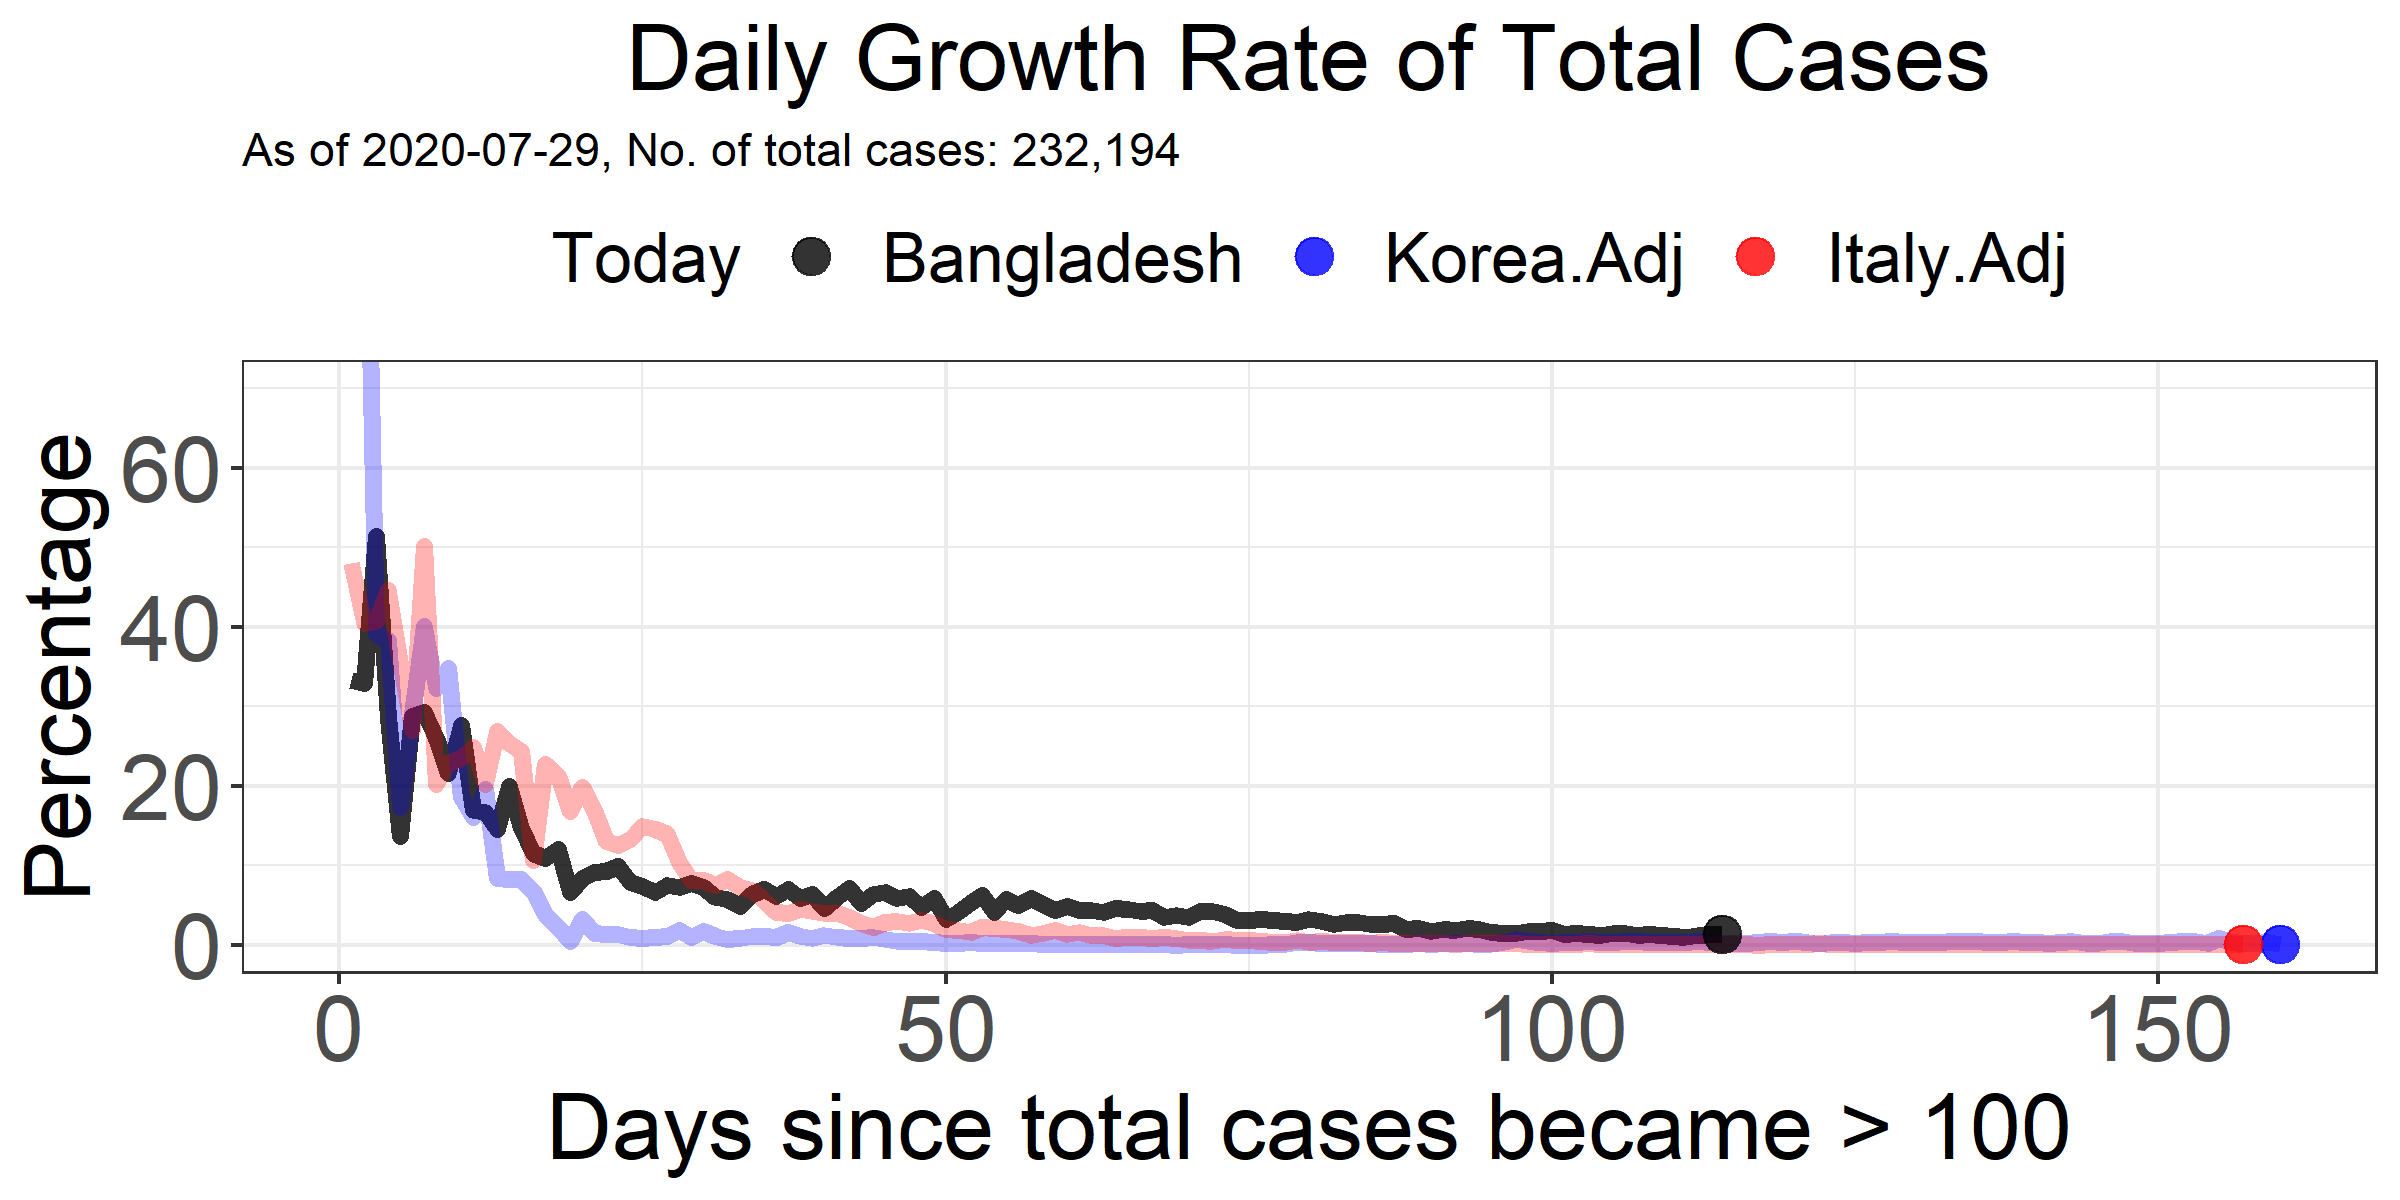 Daily Growth Rate of Total Cases
As of 2020-07-29, No. of total cases: 232,194
Today Bangladesh Korea.Adj Italy.Adj
Percentage
60
40
20
0
0 50 100 150
Days since total cases became > 100